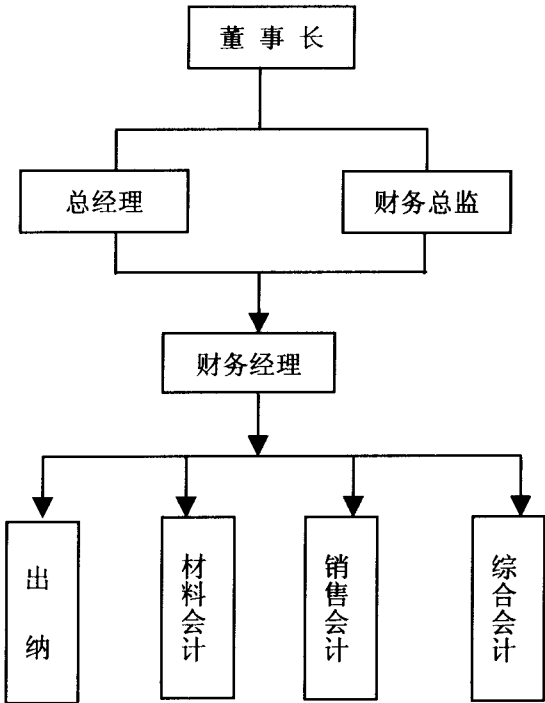 董事长
总经理
财务总监
财务经理
出纳
材料会计
销售会计
综合会计